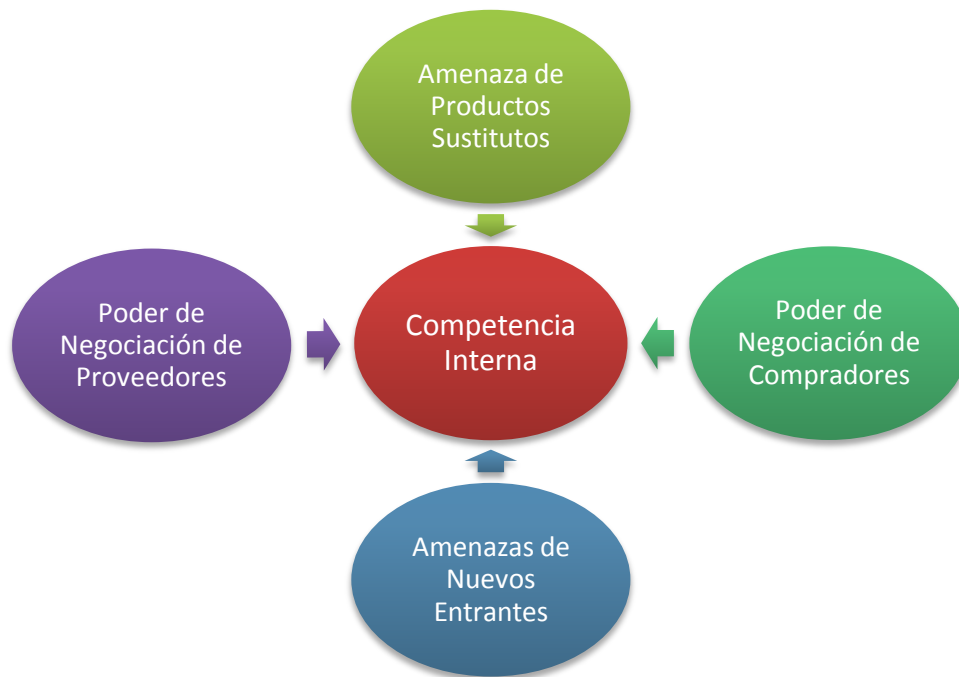 Amenaza de
Productos
Sustitutos
Poder de
Negociación de
Proveedores
Competencia
Interna
Poder de
Negociación de
Compradores
Amenazas de
Nuevos
Entrantes